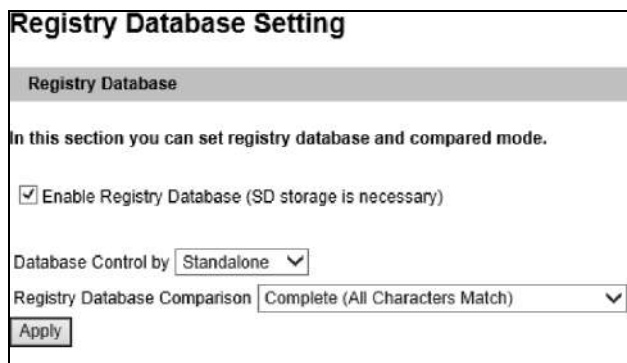 Registry Database Setting
Registry Database
In this section you can set registry database and compared mode.
Enable Registry Database (SD storage is necessary)
Database Control by Standalone
Registry Database Comparison Complete (All Characters Match)
Apply